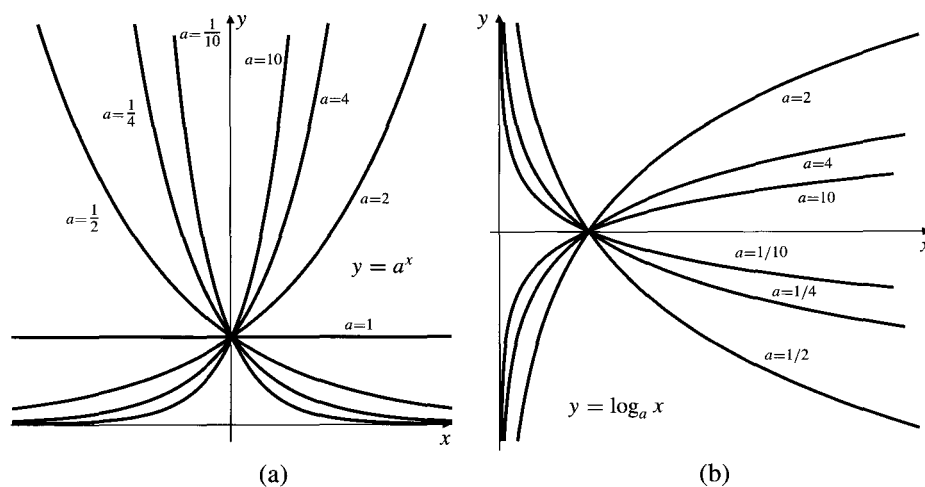 y
a=1/10
a=10
a=1/4
a=4
a=1/2
a=2
y = a^x
a=1
x
(a)
y
a=2
a=4
a=10
x
a=1/10
a=1/4
a=1/2
y = log_a x
(b)